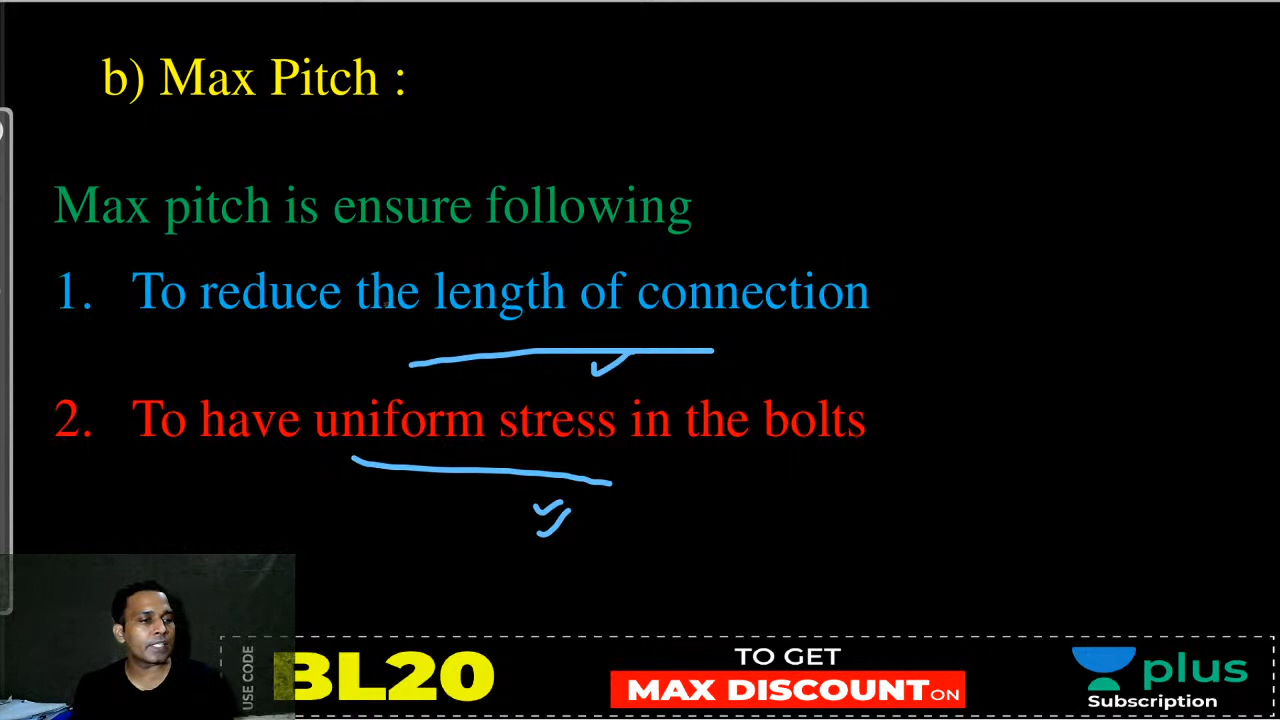 b) Max Pitch :
Max pitch is ensure following
1. To reduce the length of connection
2. To have uniform stress in the bolts
USE CODE
BL20
TO GET
MAX DISCOUNT ON
plus
Subscription